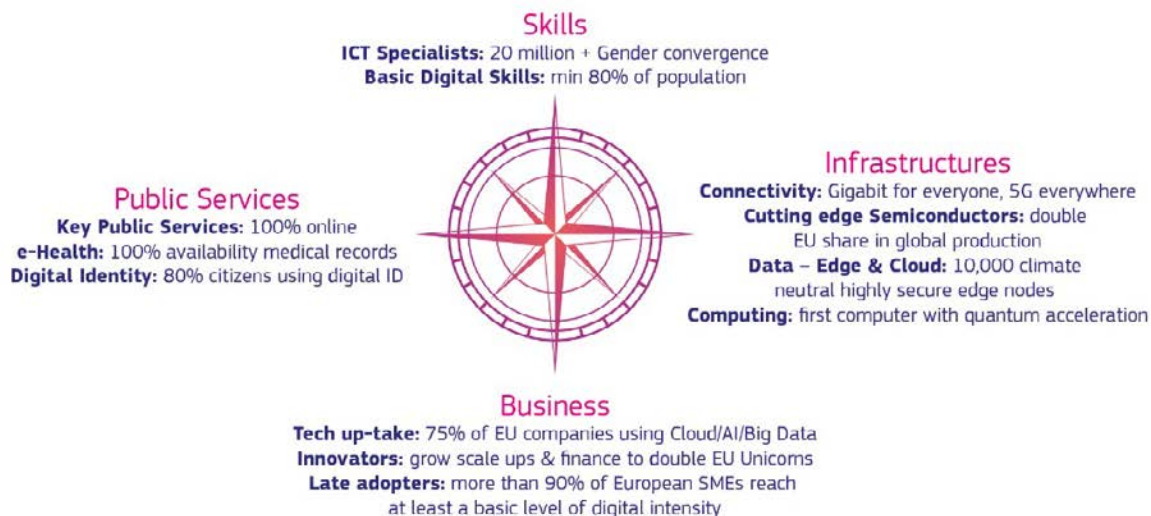 Skills
ICT Specialists: 20 million + Gender convergence
Basic Digital Skills: min 80% of population
Public Services
Key Public Services: 100% online
e-Health: 100% availability medical records
Digital Identity: 80% citizens using digital ID
Infrastructures
Connectivity: Gigabit for everyone, 5G everywhere
Cutting edge Semiconductors: double
EU share in global production
Data – Edge & Cloud: 10,000 climate
neutral highly secure edge nodes
Computing: first computer with quantum acceleration
Business
Tech up-take: 75% of EU companies using Cloud/AI/Big Data
Innovators: grow scale ups & finance to double EU Unicorns
Late adopters: more than 90% of European SMEs reach
at least a basic level of digital intensity